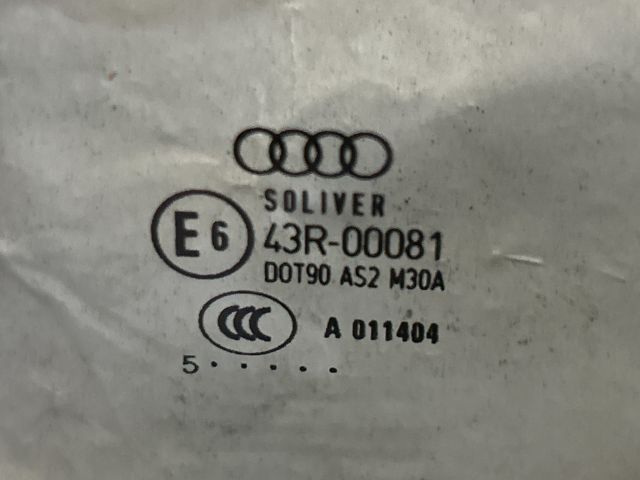 SOLIVER
E6 43R-00081
DOT90 AS2 M30A
CCC A 011404
5 · · · · ·